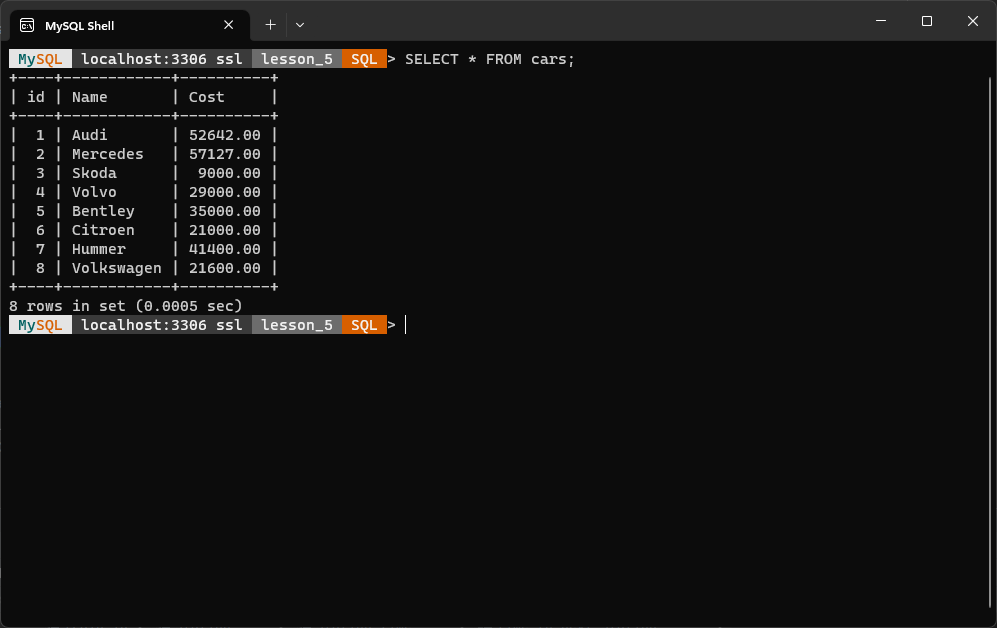 MySQL Shell
MySQL localhost:3306 ssl lesson_5 SQL > SELECT * FROM cars;
+----+------------+----------+
| id | Name       | Cost     |
+----+------------+----------+
|  1 | Audi       | 52642.00 |
|  2 | Mercedes   | 57127.00 |
|  3 | Skoda      |  9000.00 |
|  4 | Volvo      | 29000.00 |
|  5 | Bentley    | 35000.00 |
|  6 | Citroen    | 21000.00 |
|  7 | Hummer     | 41400.00 |
|  8 | Volkswagen | 21600.00 |
+----+------------+----------+
8 rows in set (0.0005 sec)
MySQL localhost:3306 ssl lesson_5 SQL >